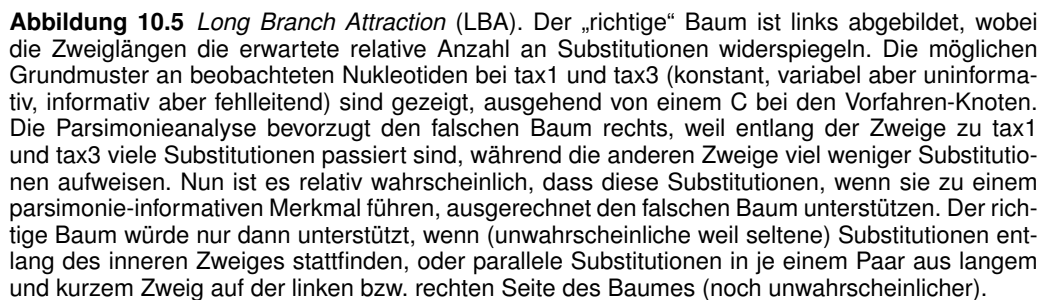 Abbildung 10.5 Long Branch Attraction (LBA). Der „richtige“ Baum ist links abgebildet, wobei
die Zweiglängen die erwartete relative Anzahl an Substitutionen widerspiegeln. Die möglichen
Grundmuster an beobachteten Nukleotiden bei tax1 und tax3 (konstant, variabel aber uninforma-
tiv, informativ aber fehlleitend) sind gezeigt, ausgehend von einem C bei den Vorfahren-Knoten.
Die Parsimonieanalyse bevorzugt den falschen Baum rechts, weil entlang der Zweige zu tax1
und tax3 viele Substitutionen passiert sind, während die anderen Zweige viel weniger Substitutio-
nen aufweisen. Nun ist es relativ wahrscheinlich, dass diese Substitutionen, wenn sie zu einem
parsimonie-informativen Merkmal führen, ausgerechnet den falschen Baum unterstützen. Der rich-
tige Baum würde nur dann unterstützt, wenn (unwahrscheinliche weil seltene) Substitutionen ent-
lang des inneren Zweiges stattfinden, oder parallele Substitutionen in je einem Paar aus langem
und kurzem Zweig auf der linken bzw. rechten Seite des Baumes (noch unwahrscheinlicher).